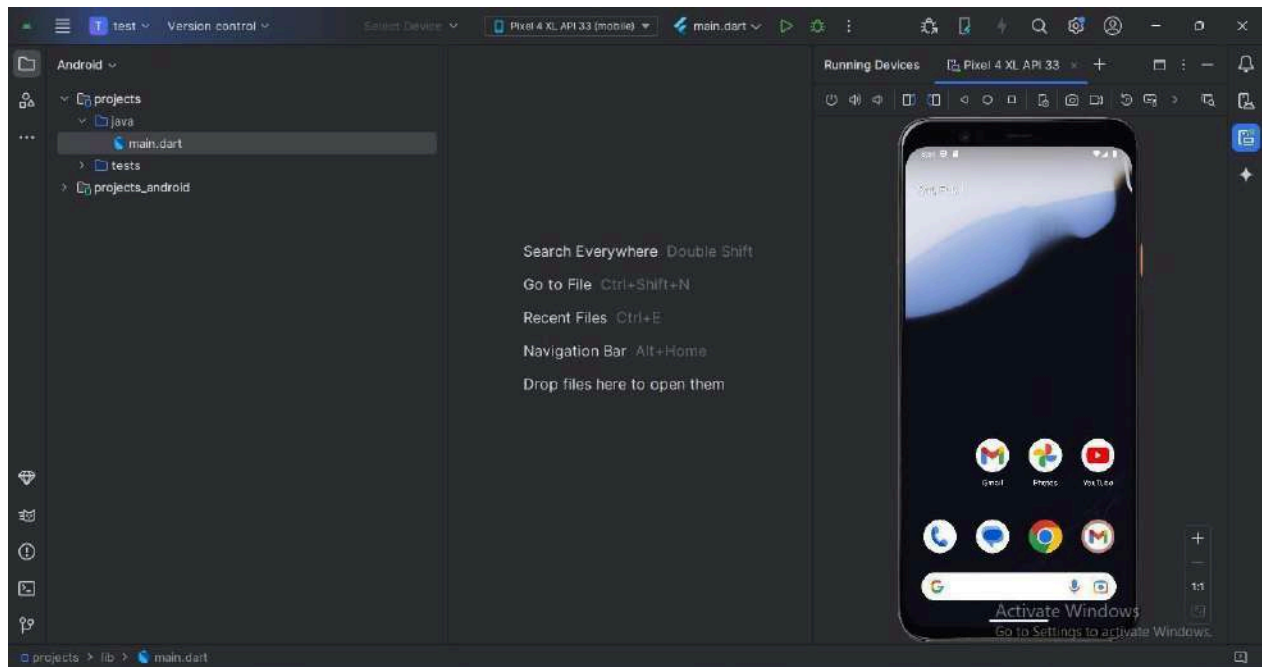 T test Version control Select Device Pixel 4 XL API 33 (mobile) main.dart
Android
projects
java
main.dart
tests
projects_android
Search Everywhere Double Shift
Go to File Ctrl+Shift+N
Recent Files Ctrl+E
Navigation Bar Alt+Home
Drop files here to open them
Running Devices Pixel 4 XL API 33
Gmail Photos YouTube
G
1:1
Activate Windows
Go to Settings to activate Windows.
projects > lib > main.dart